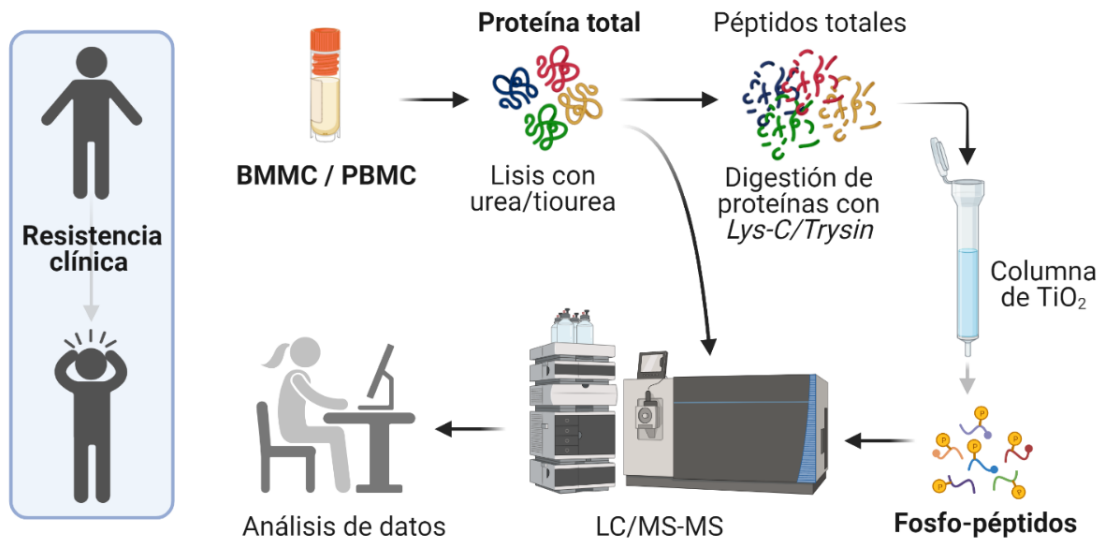 Resistencia
clínica
BMMC / PBMC
Proteína total
Lisis con
urea/tiourea
Péptidos totales
Digestión de
proteínas con
Lys-C/Trysin
Columna
de TiO₂
P
P
P
P
P
P
Fosfo-péptidos
LC/MS-MS
Análisis de datos